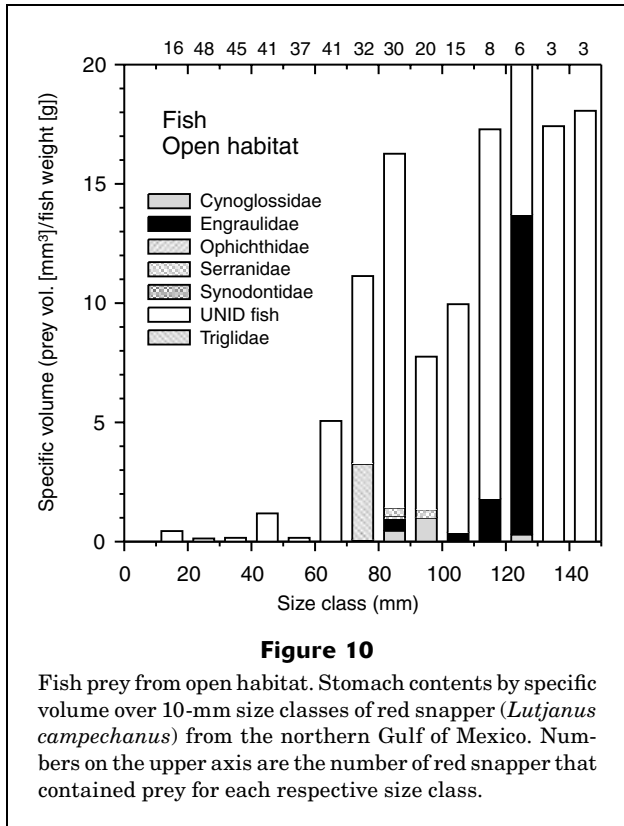 16 48 45 41 37 41 32 30 20 15 8 6 3 3
20
15
10
5
0
Specific volume (prey vol. [mm³]/fish weight [g])
Fish
Open habitat
Cynoglossidae
Engraulidae
Ophichthidae
Serranidae
Synodontidae
UNID fish
Triglidae
0 20 40 60 80 100 120 140
Size class (mm)
Figure 10
Fish prey from open habitat. Stomach contents by specific
volume over 10-mm size classes of red snapper (Lutjanus
campechanus) from the northern Gulf of Mexico. Num-
bers on the upper axis are the number of red snapper that
contained prey for each respective size class.